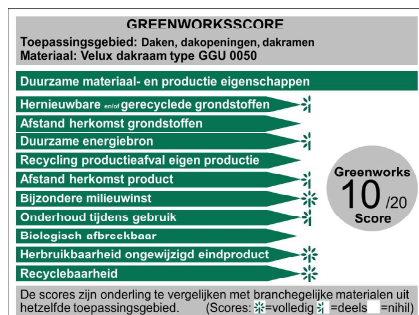 GREENWORKSSCORE
Toepassingsgebied: Daken, dakopeningen, dakramen
Materiaal: Velux dakraam type GGU 0050
Duurzame materiaal- en productie eigenschappen
Hernieuwbare en/of gerecyclede grondstoffen
Afstand herkomst grondstoffen
Duurzame energiebron
Recycling productieafval eigen productie
Afstand herkomst product
Bijzondere milieuwinst
Onderhoud tijdens gebruik
Biologisch afbreekbaar
Herbruikbaarheid ongewijzigd eindproduct
Recyclebaarheid
Greenworks
10 /20
Score
De scores zijn onderling te vergelijken met branchegelijke materialen uit
hetzelfde toepassingsgebied. (Scores: =volledig =deels =nihil)